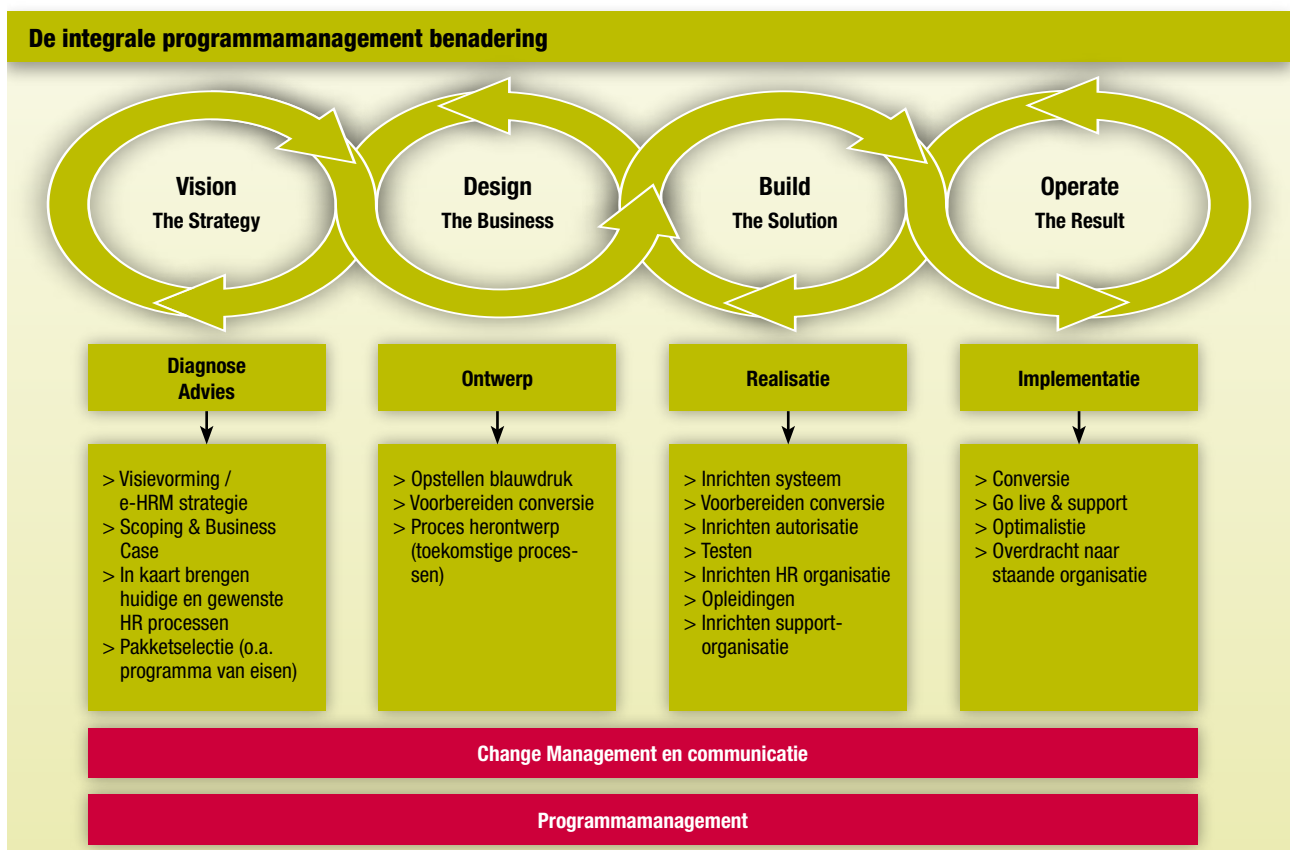 De integrale programmamanagement benadering
Vision
The Strategy
Design
The Business
Build
The Solution
Operate
The Result
Diagnose
Advies
Ontwerp
Realisatie
Implementatie
> Visievorming /
e-HRM strategie
> Scoping & Business
Case
> In kaart brengen
huidige en gewenste
HR processen
> Pakketselectie (o.a.
programma van eisen)
> Opstellen blauwdruk
> Voorbereiden conversie
> Proces herontwerp
(toekomstige proces-
sen)
> Inrichten systeem
> Voorbereiden conversie
> Inrichten autorisatie
> Testen
> Inrichten HR organisatie
> Opleidingen
> Inrichten support-
organisatie
> Conversie
> Go live & support
> Optimalistie
> Overdracht naar
staande organisatie
Change Management en communicatie
Programmamanagement